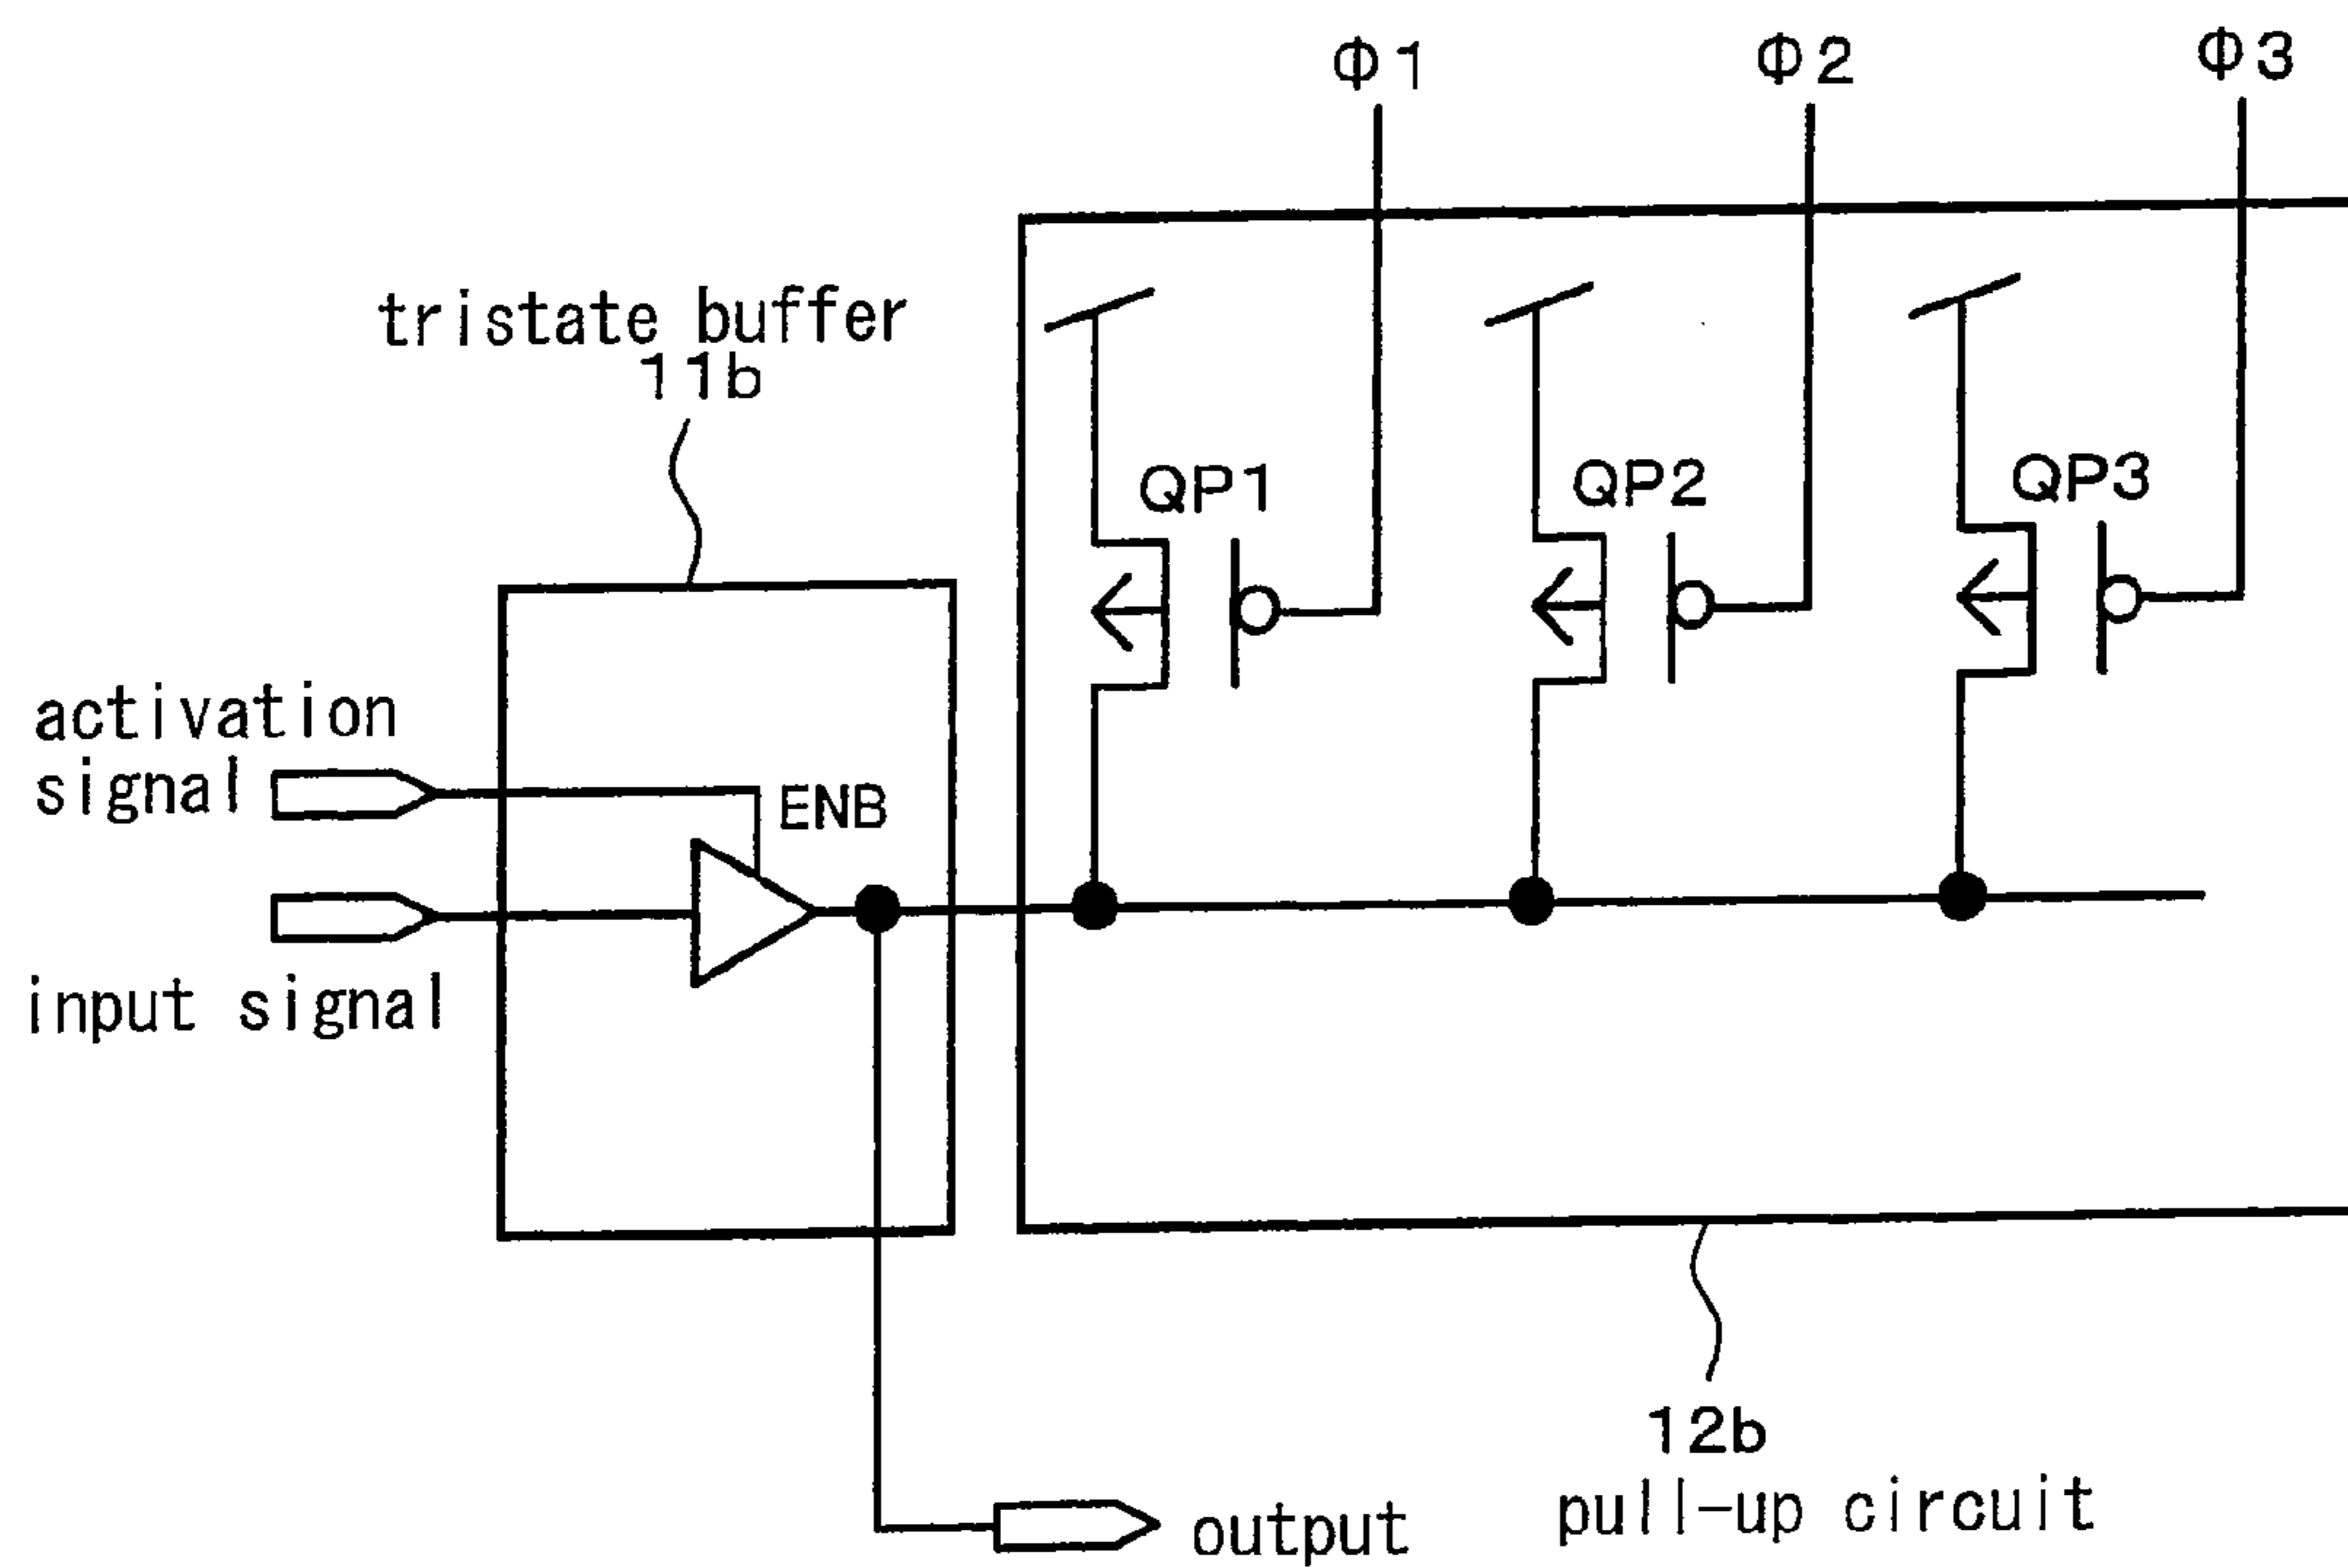 Φ1
Φ2
Φ3
tristate buffer
11b
QP1
QP2
QP3
activation
signal
ENB
input signal
12b
pull-up circuit
output